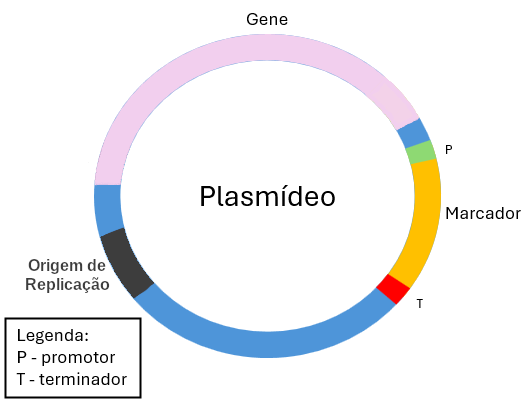 Gene
P
Plasmídeo
Marcador
Origem de
Replicação
T
Legenda:
P - promotor
T - terminador